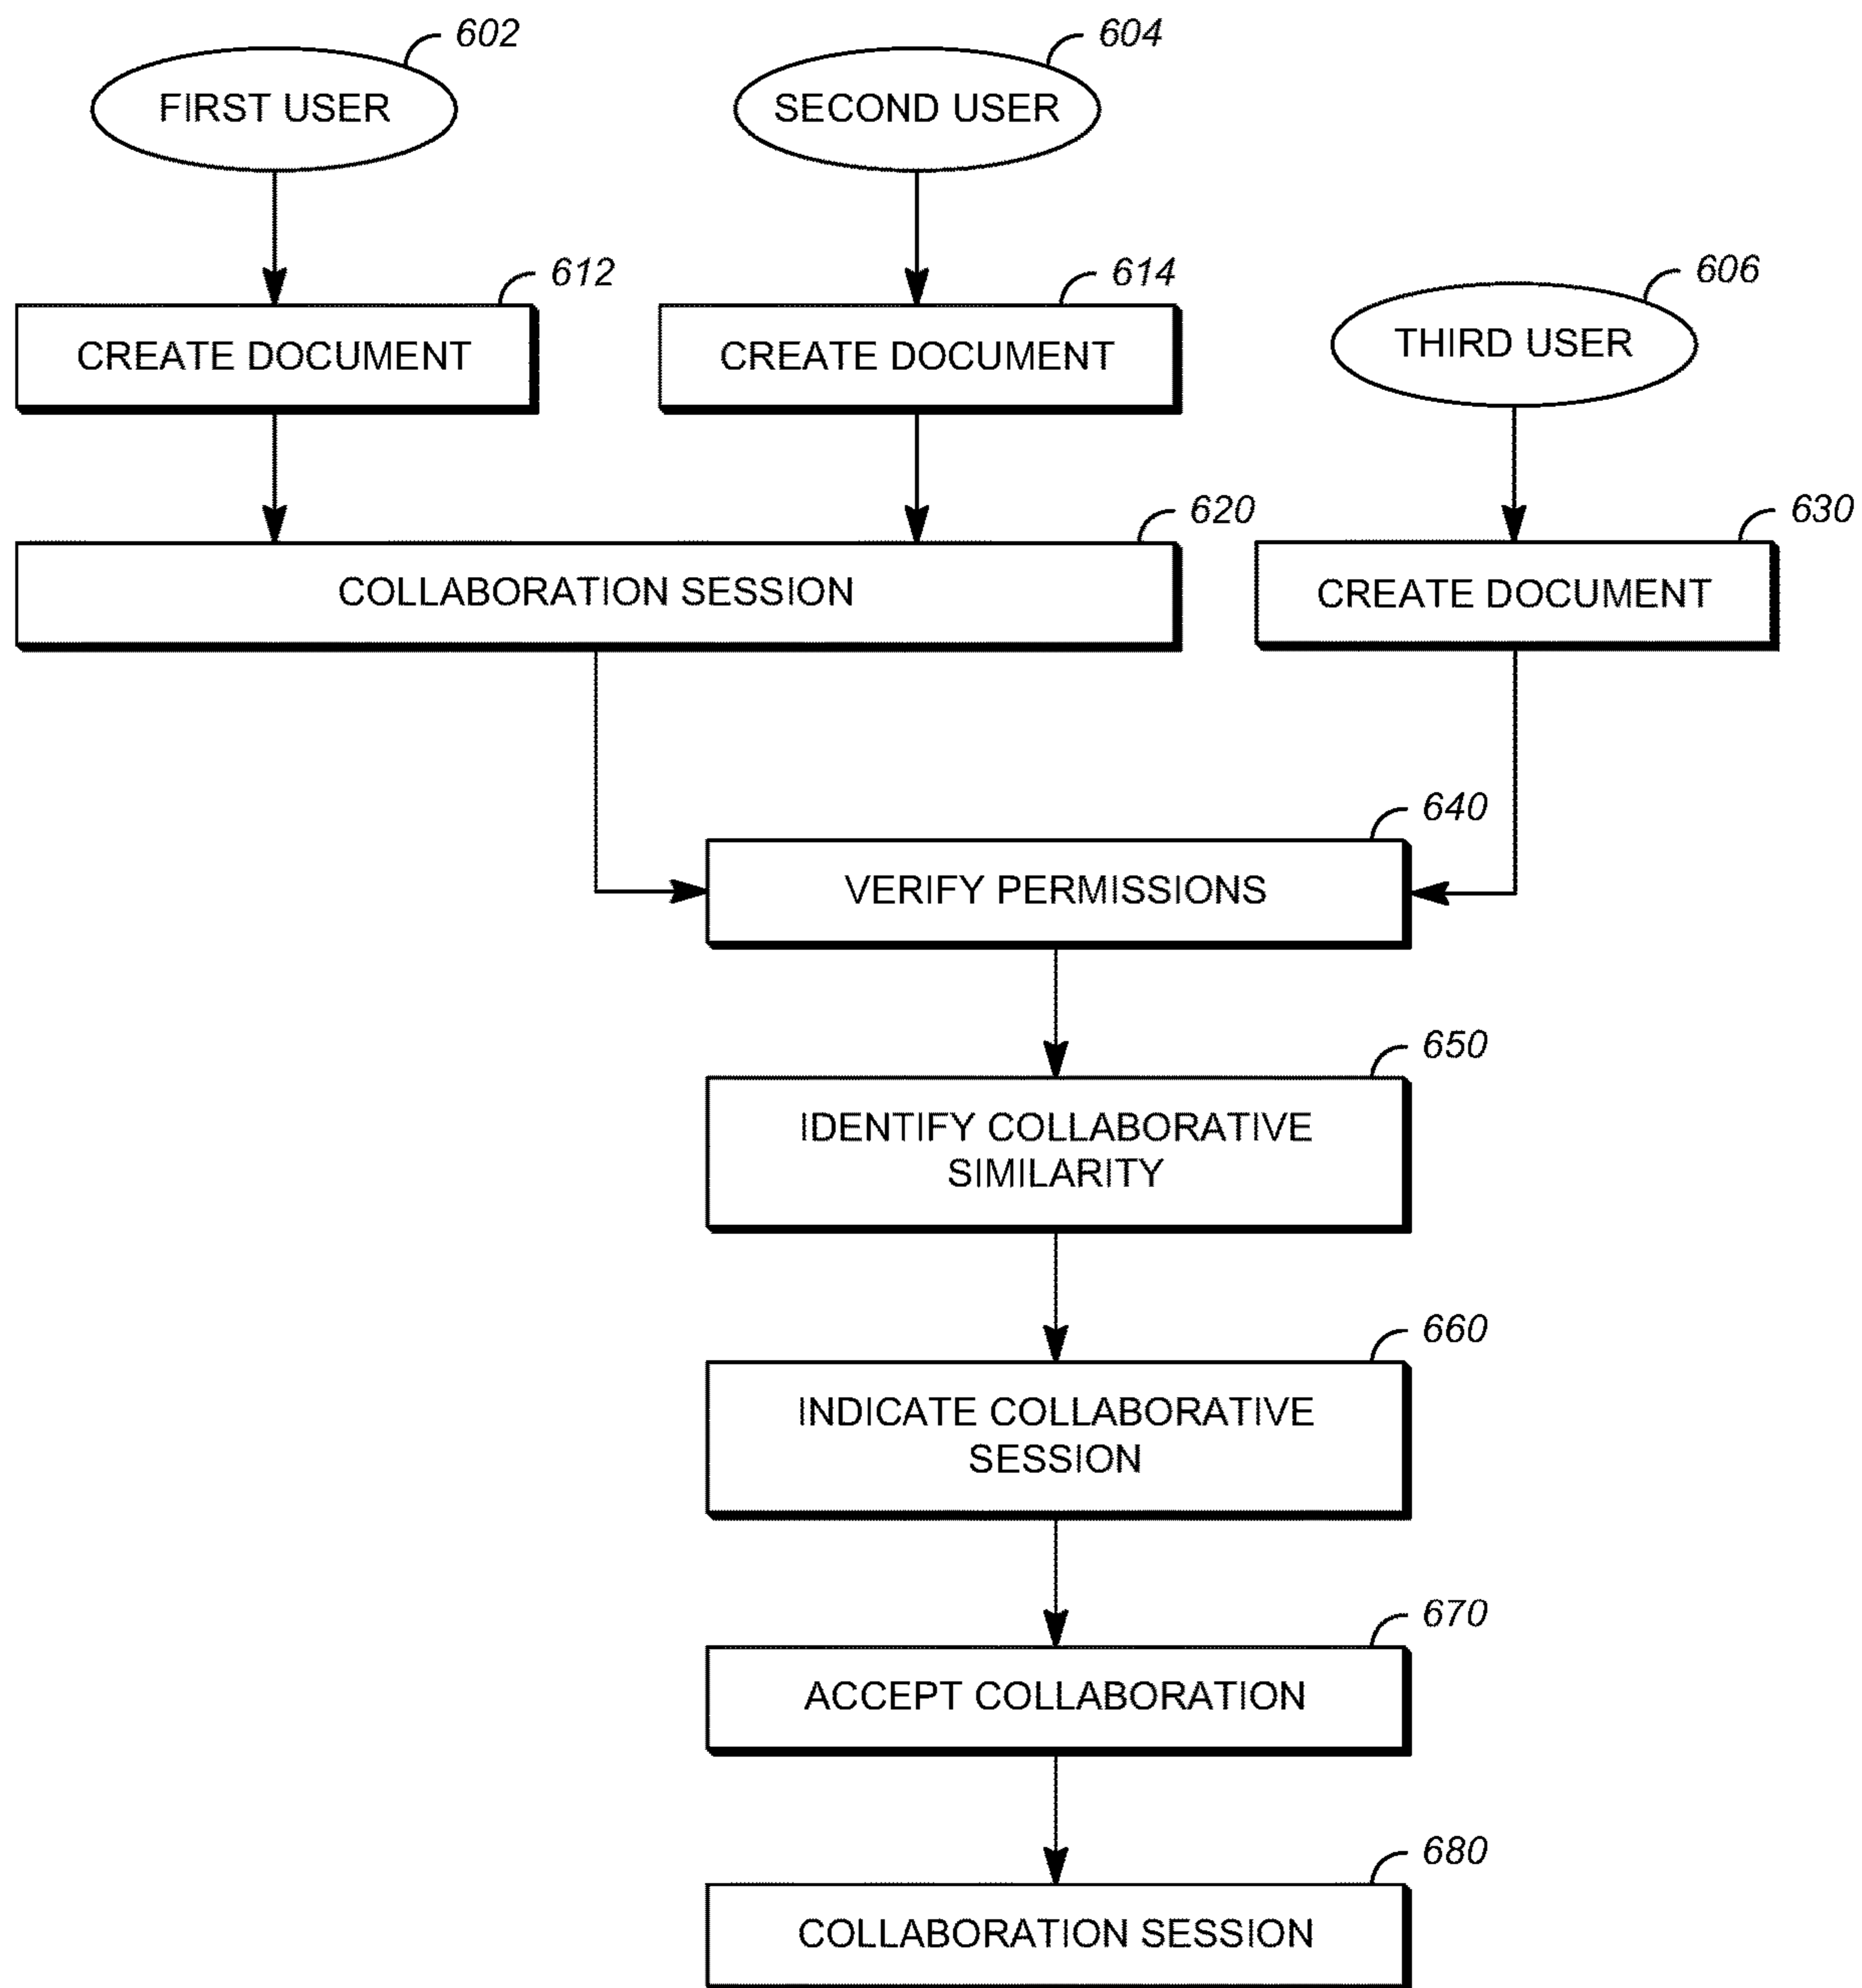 602
FIRST USER
604
SECOND USER
612
CREATE DOCUMENT
614
CREATE DOCUMENT
606
THIRD USER
620
COLLABORATION SESSION
630
CREATE DOCUMENT
640
VERIFY PERMISSIONS
650
IDENTIFY COLLABORATIVE
SIMILARITY
660
INDICATE COLLABORATIVE
SESSION
670
ACCEPT COLLABORATION
680
COLLABORATION SESSION